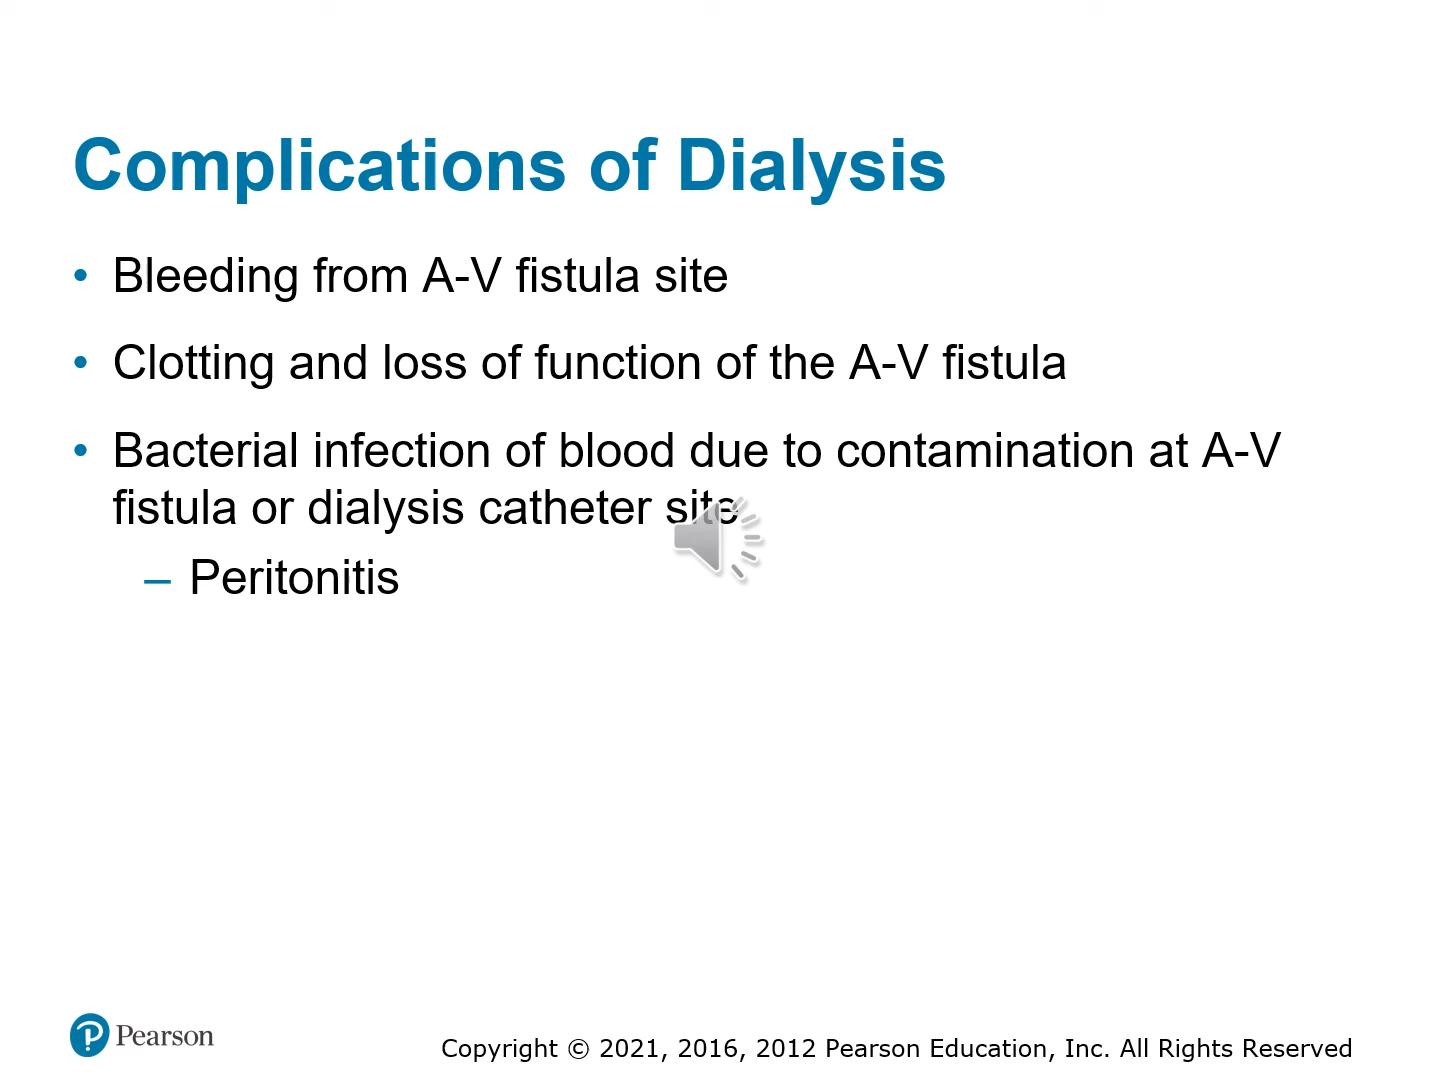 Complications of Dialysis
• Bleeding from A-V fistula site
• Clotting and loss of function of the A-V fistula
• Bacterial infection of blood due to contamination at A-V
fistula or dialysis catheter site
– Peritonitis
Pearson
Copyright © 2021, 2016, 2012 Pearson Education, Inc. All Rights Reserved